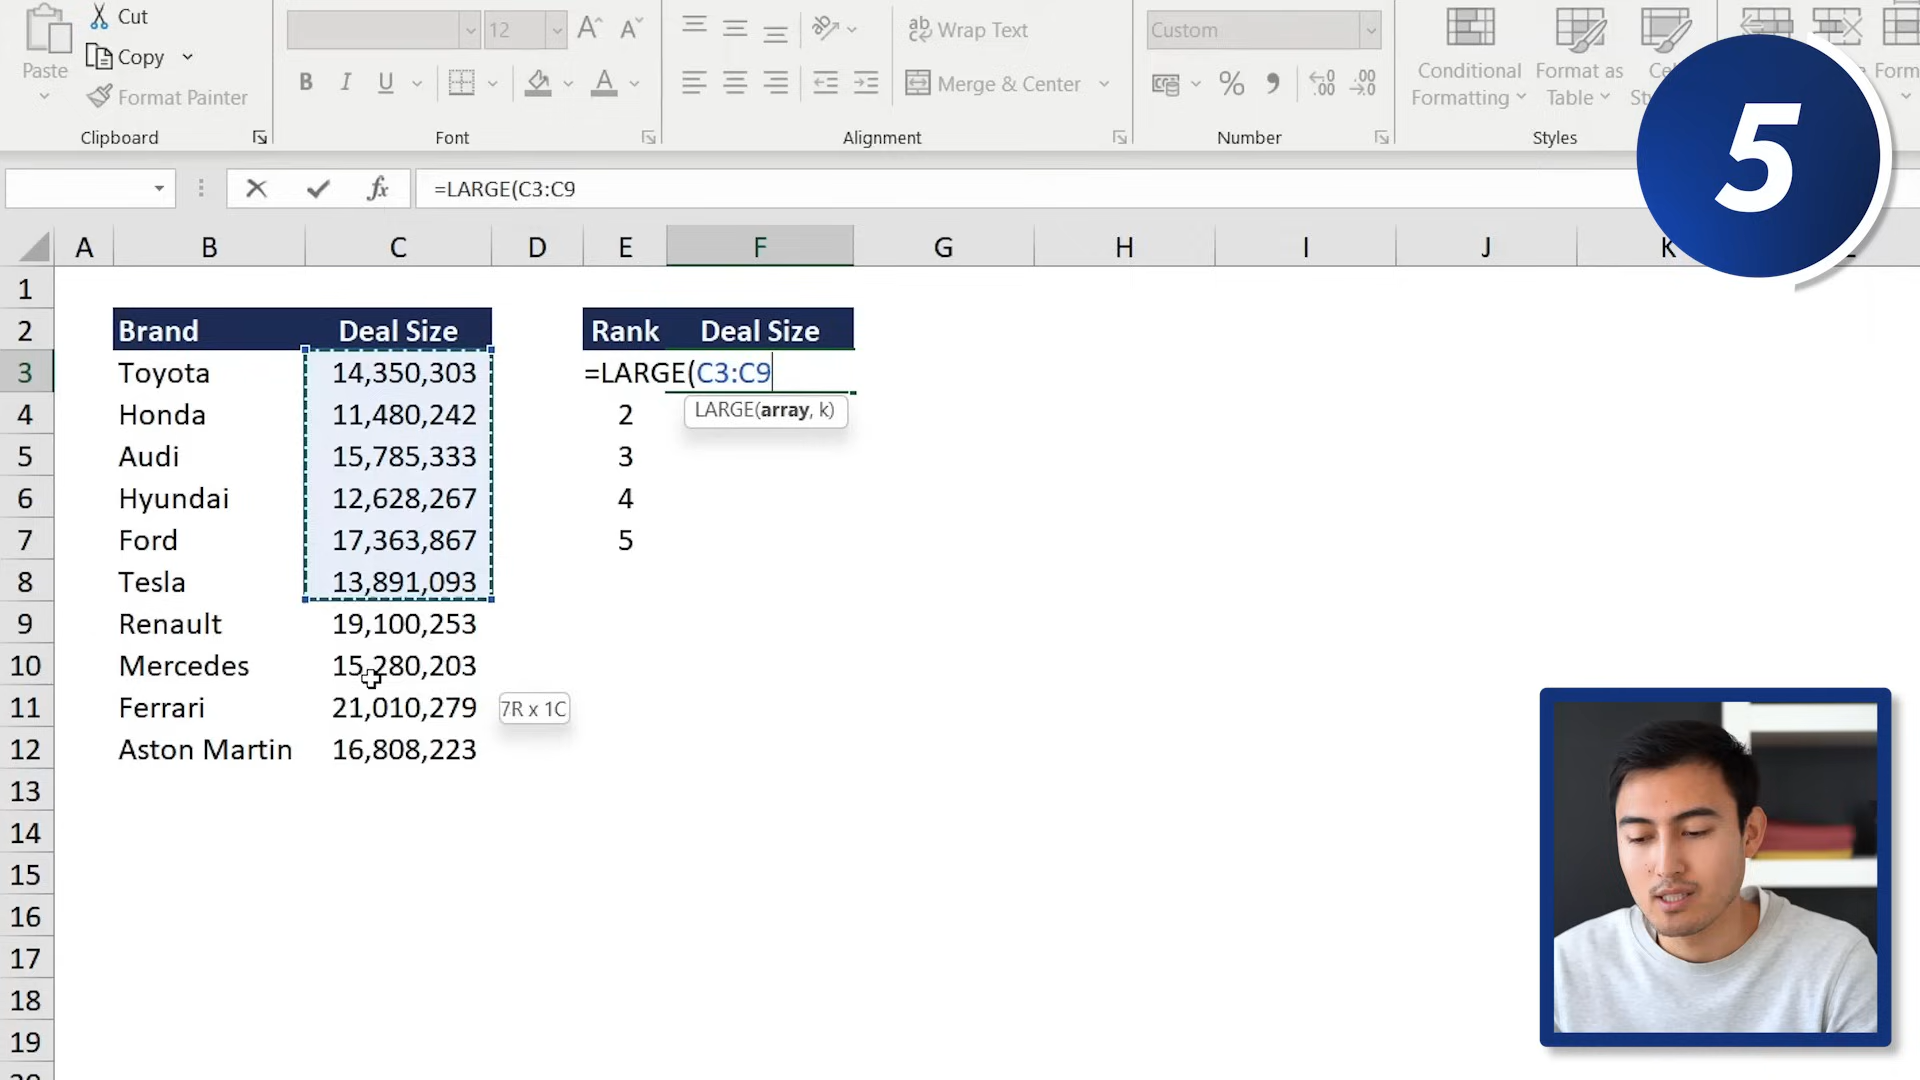 Cut
Copy
Paste
Format Painter
Clipboard
12
B I U
A A
A
Font
ab Wrap Text
Merge & Center
Alignment
Custom
% 9
.00
.00
Number
Conditional Formatting
Format as Table
Styles
5
fx =LARGE(C3:C9
A B C D E F G H I J K
1
2 Brand Deal Size Rank Deal Size
3 Toyota 14,350,303 =LARGE(C3:C9
4 Honda 11,480,242 2 LARGE(array, k)
5 Audi 15,785,333 3
6 Hyundai 12,628,267 4
7 Ford 17,363,867 5
8 Tesla 13,891,093
9 Renault 19,100,253
10 Mercedes 15,280,203
11 Ferrari 21,010,279 7R x 1C
12 Aston Martin 16,808,223
13
14
15
16
17
18
19